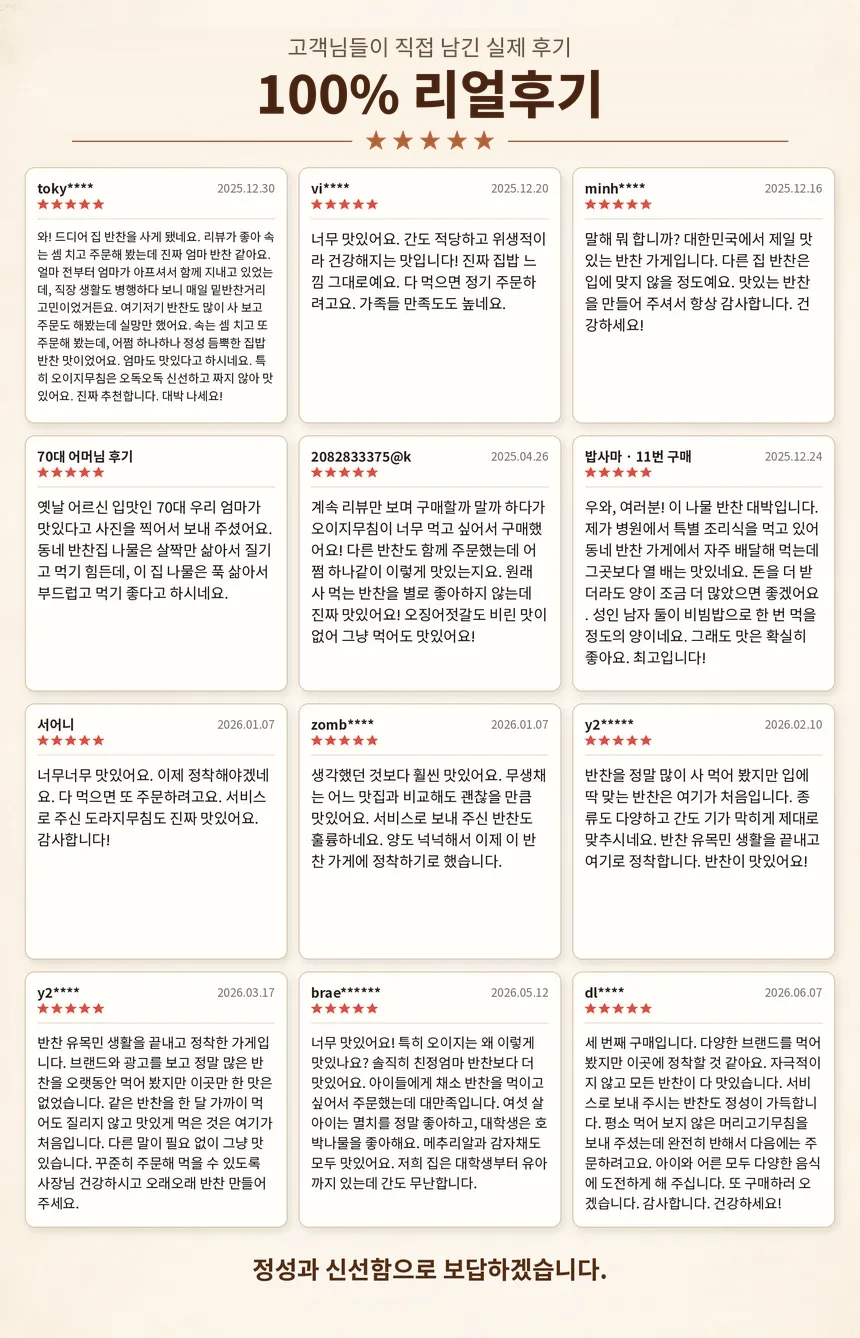 고객님들이 직접 남긴 실제 후기
100% 리얼후기
★★★★★
toky**** 2025.12.30
★★★★★
와! 드디어 집 반찬을 사게 됐네요. 리뷰가 좋아 속
는 셈 치고 주문해 봤는데 진짜 엄마 반찬 같아요.
얼마 전부터 엄마가 아프셔서 함께 지내고 있었는
데, 직장 생활도 병행하다 보니 매일 밑반찬거리
고민이었거든요. 여기저기 반찬도 많이 사 보고
주문도 해봤는데 실망만 했어요. 속는 셈 치고 또
주문해 봤는데, 어쩜 하나하나 정성 듬뿍한 집밥
반찬 맛이었어요. 엄마도 맛있다고 하시네요. 특
히 오이지무침은 오독오독 신선하고 짜지 않아 맛
있어요. 진짜 추천합니다. 대박 나세요!
vi**** 2025.12.20
★★★★★
너무 맛있어요. 간도 적당하고 위생적이
라 건강해지는 맛입니다! 진짜 집밥 느
낌 그대로예요. 다 먹으면 정기 주문하
려고요. 가족들 만족도도 높네요.
minh**** 2025.12.16
★★★★★
말해 뭐 합니까? 대한민국에서 제일 맛
있는 반찬 가게입니다. 다른 집 반찬은
입에 맞지 않을 정도예요. 맛있는 반찬
을 만들어 주셔서 항상 감사합니다. 건
강하세요!
70대 어머님 후기
★★★★★
옛날 어르신 입맛인 70대 우리 엄마가
맛있다고 사진을 찍어서 보내 주셨어요.
동네 반찬집 나물은 살짝만 삶아서 질기
고 먹기 힘든데, 이 집 나물은 푹 삶아서
부드럽고 먹기 좋다고 하시네요.
2082833375@k 2025.04.26
★★★★★
계속 리뷰만 보며 구매할까 말까 하다가
오이지무침이 너무 먹고 싶어서 구매했
어요! 다른 반찬도 함께 주문했는데 어
쩜 하나같이 이렇게 맛있는지요. 원래
사 먹는 반찬을 별로 좋아하지 않는데
진짜 맛있어요! 오징어젓갈도 비린 맛이
없어 그냥 먹어도 맛있어요!
밥사마 · 11번 구매 2025.12.24
★★★★★
우와, 여러분! 이 나물 반찬 대박입니다.
제가 병원에서 특별 조리식을 먹고 있어
동네 반찬 가게에서 자주 배달해 먹는데
그곳보다 열 배는 맛있네요. 돈을 더 받
더라도 양이 조금 더 많았으면 좋겠어요
. 성인 남자 둘이 비빔밥으로 한 번 먹을
정도의 양이네요. 그래도 맛은 확실히
좋아요. 최고입니다!
서어니 2026.01.07
★★★★★
너무너무 맛있어요. 이제 정착해야겠네
요. 다 먹으면 또 주문하려고요. 서비스
로 주신 도라지무침도 진짜 맛있어요.
감사합니다!
zomb**** 2026.01.07
★★★★★
생각했던 것보다 훨씬 맛있어요. 무생채
는 어느 맛집과 비교해도 괜찮을 만큼
맛있어요. 서비스로 보내 주신 반찬도
훌륭하네요. 양도 넉넉해서 이제 이 반
찬 가게에 정착하기로 했습니다.
y2***** 2026.02.10
★★★★★
반찬을 정말 많이 사 먹어 봤지만 입에
딱 맞는 반찬은 여기가 처음입니다. 종
류도 다양하고 간도 기가 막히게 제대로
맞추시네요. 반찬 유목민 생활을 끝내고
여기로 정착합니다. 반찬이 맛있어요!
y2**** 2026.03.17
★★★★★
반찬 유목민 생활을 끝내고 정착한 가게입
니다. 브랜드와 광고를 보고 정말 많은 반
찬을 오랫동안 먹어 봤지만 이곳만 한 맛은
없었습니다. 같은 반찬을 한 달 가까이 먹
어도 질리지 않고 맛있게 먹은 것은 여기가
처음입니다. 다른 말이 필요 없이 그냥 맛
있습니다. 꾸준히 주문해 먹을 수 있도록
사장님 건강하시고 오래오래 반찬 만들어
주세요.
brae****** 2026.05.12
★★★★★
너무 맛있어요! 특히 오이지는 왜 이렇게
맛있나요? 솔직히 친정엄마 반찬보다 더
맛있어요. 아이들에게 채소 반찬을 먹이고
싶어서 주문했는데 대만족입니다. 여섯 살
아이는 멸치를 정말 좋아하고, 대학생은 호
박나물을 좋아해요. 메추리알과 감자채도
모두 맛있어요. 저희 집은 대학생부터 유아
까지 있는데 간도 무난합니다.
dl**** 2026.06.07
★★★★★
세 번째 구매입니다. 다양한 브랜드를 먹어
봤지만 이곳에 정착할 것 같아요. 자극적이
지 않고 모든 반찬이 다 맛있습니다. 서비
스로 보내 주시는 반찬도 정성이 가득합니
다. 평소 먹어 보지 않은 머리고기무침을
보내 주셨는데 완전히 반해서 다음에는 주
문하려고요. 아이와 어른 모두 다양한 음식
에 도전하게 해 주십니다. 또 구매하러 오
겠습니다. 감사합니다. 건강하세요!
정성과 신선함으로 보답하겠습니다.